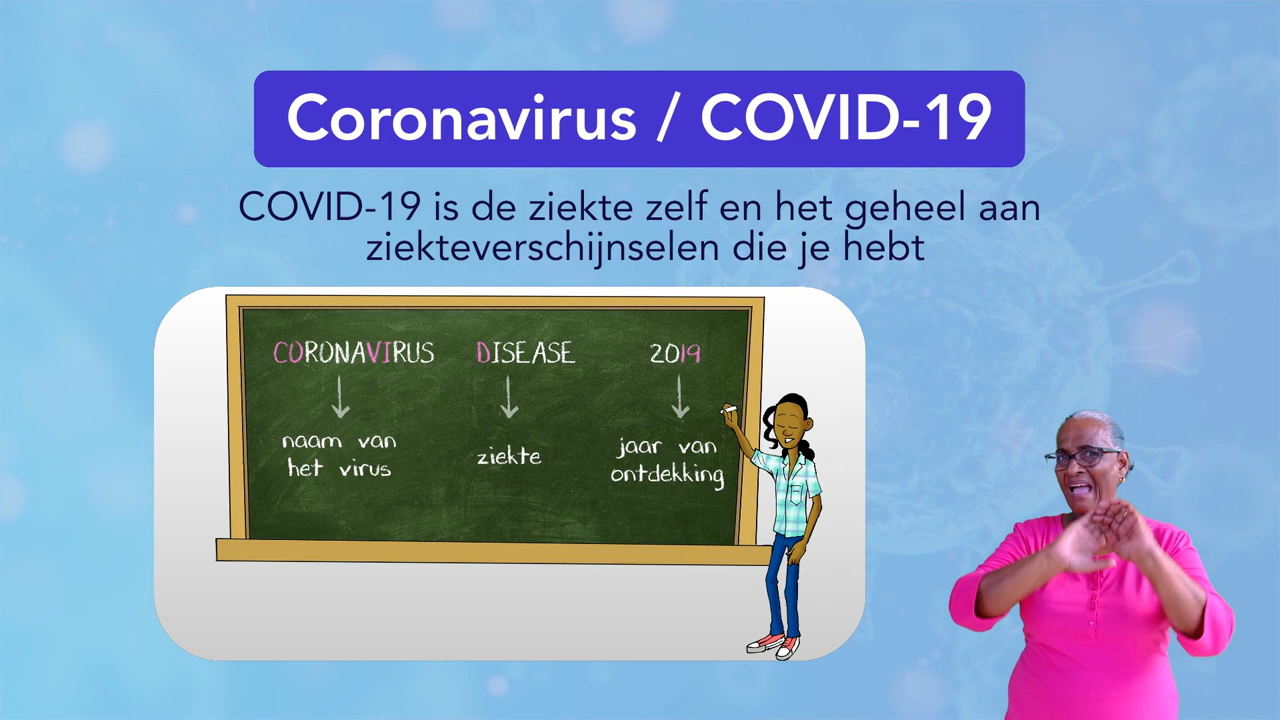 Coronavirus / COVID-19
COVID-19 is de ziekte zelf en het geheel aan
ziekteverschijnselen die je hebt
CORONAVIRUS DISEASE 2019
naam van
het virus
ziekte
jaar van
ontdekking